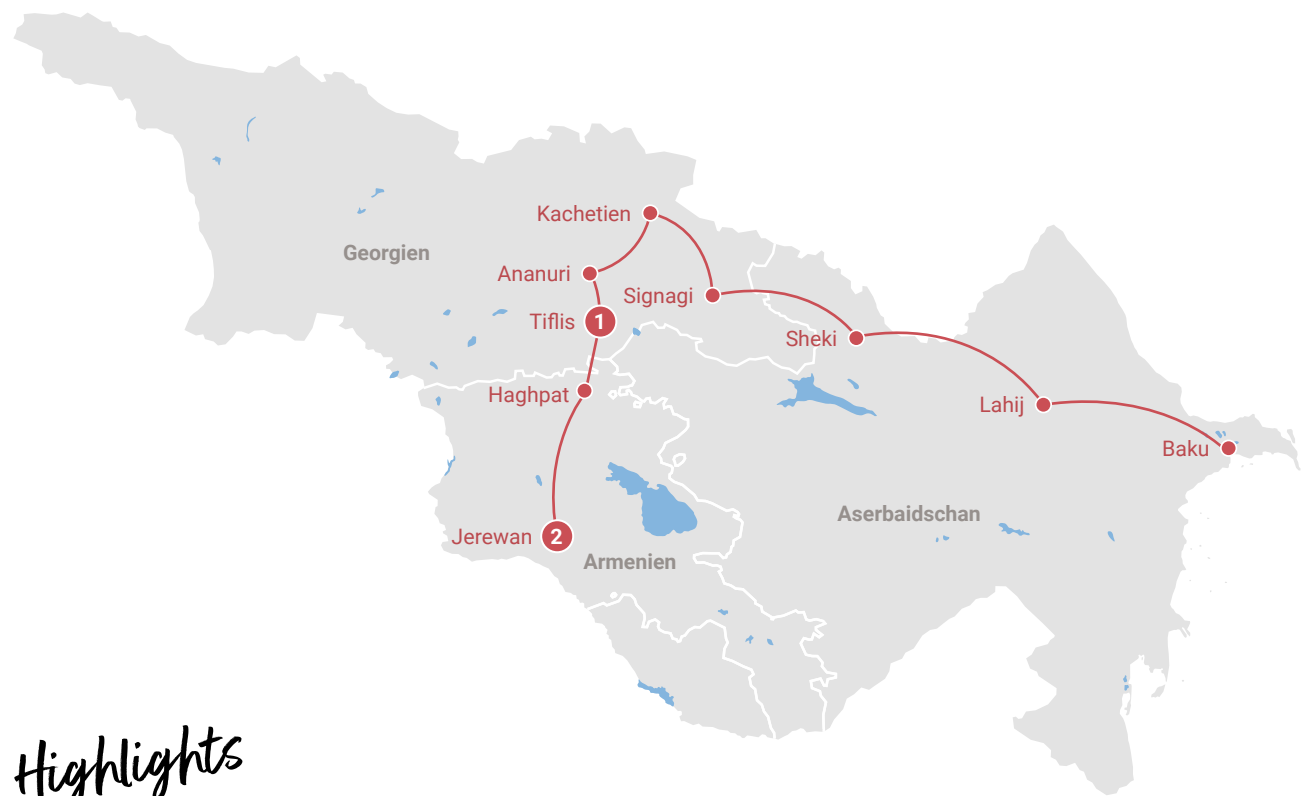 Kachetien
Georgien
Ananuri
Signagi
Tiflis 1
Sheki
Haghpat
Lahij
Baku
Aserbaidschan
Jerewan 2
Armenien
Highlights